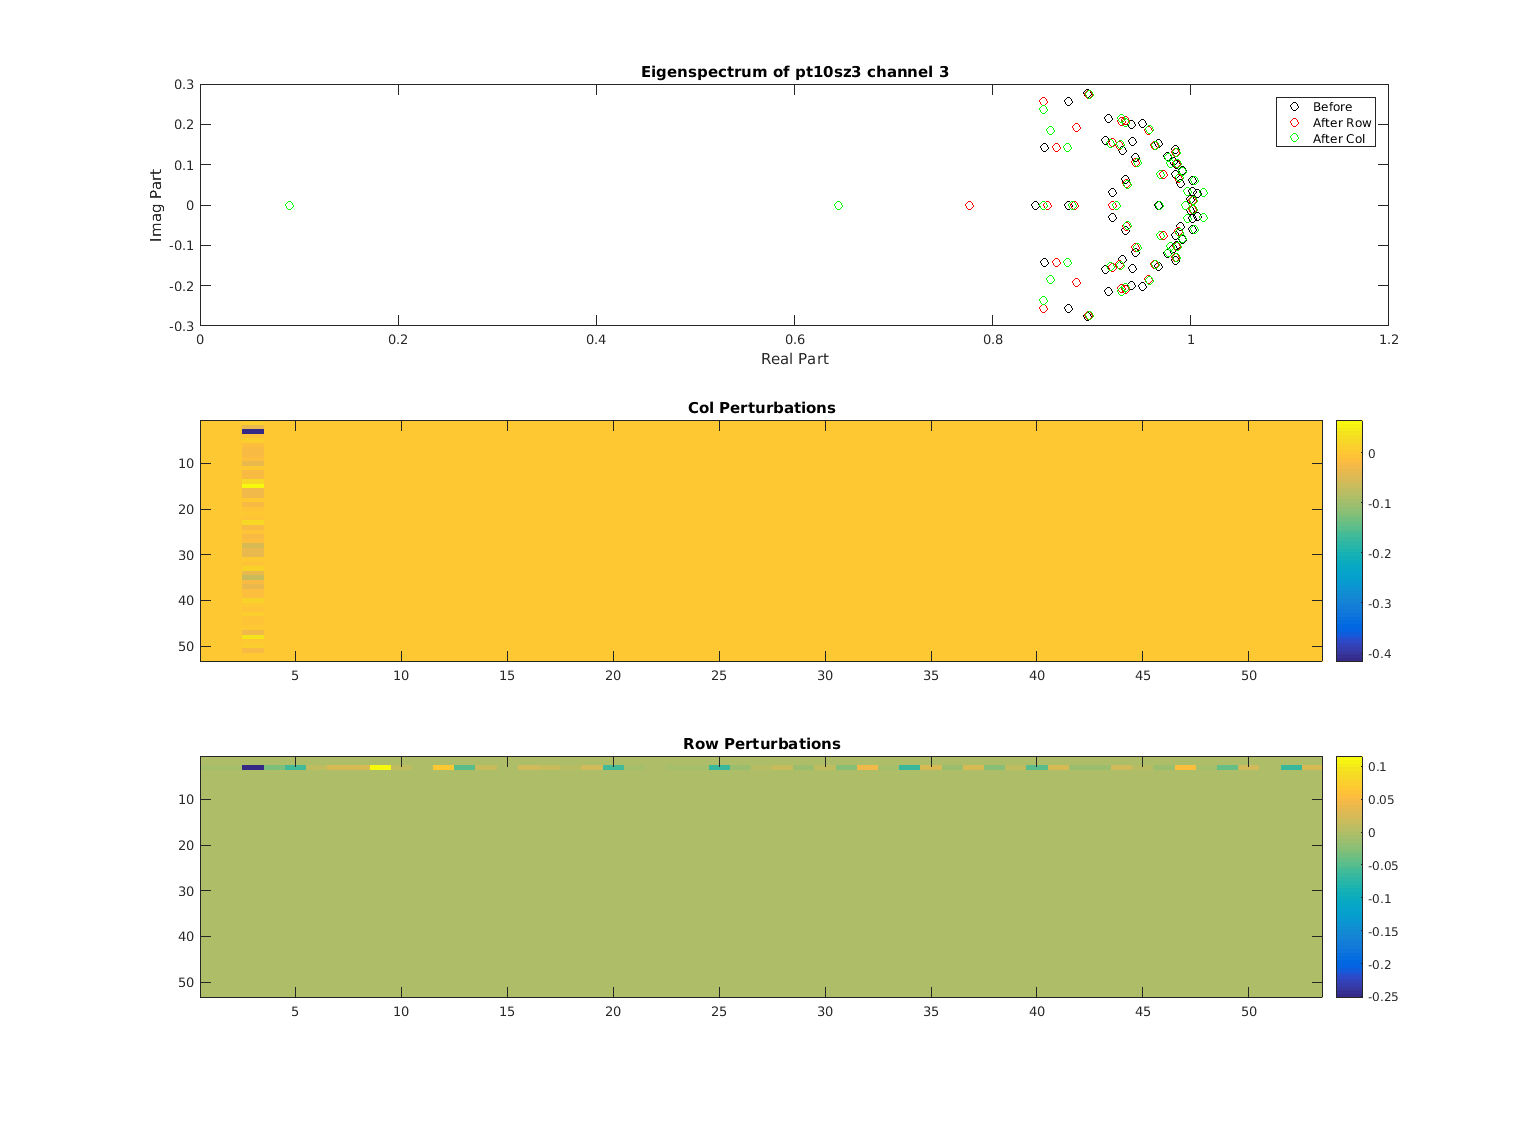 Eigenspectrum of pt10sz3 channel 3
0.3
0.2
0.1
0
-0.1
-0.2
-0.3
Imag Part
Before
After Row
After Col
0 0.2 0.4 0.6 0.8 1 1.2
Real Part
Col Perturbations
10
20
30
40
50
5 10 15 20 25 30 35 40 45 50
0
-0.1
-0.2
-0.3
-0.4
Row Perturbations
10
20
30
40
50
5 10 15 20 25 30 35 40 45 50
0.1
0.05
0
-0.05
-0.1
-0.15
-0.2
-0.25